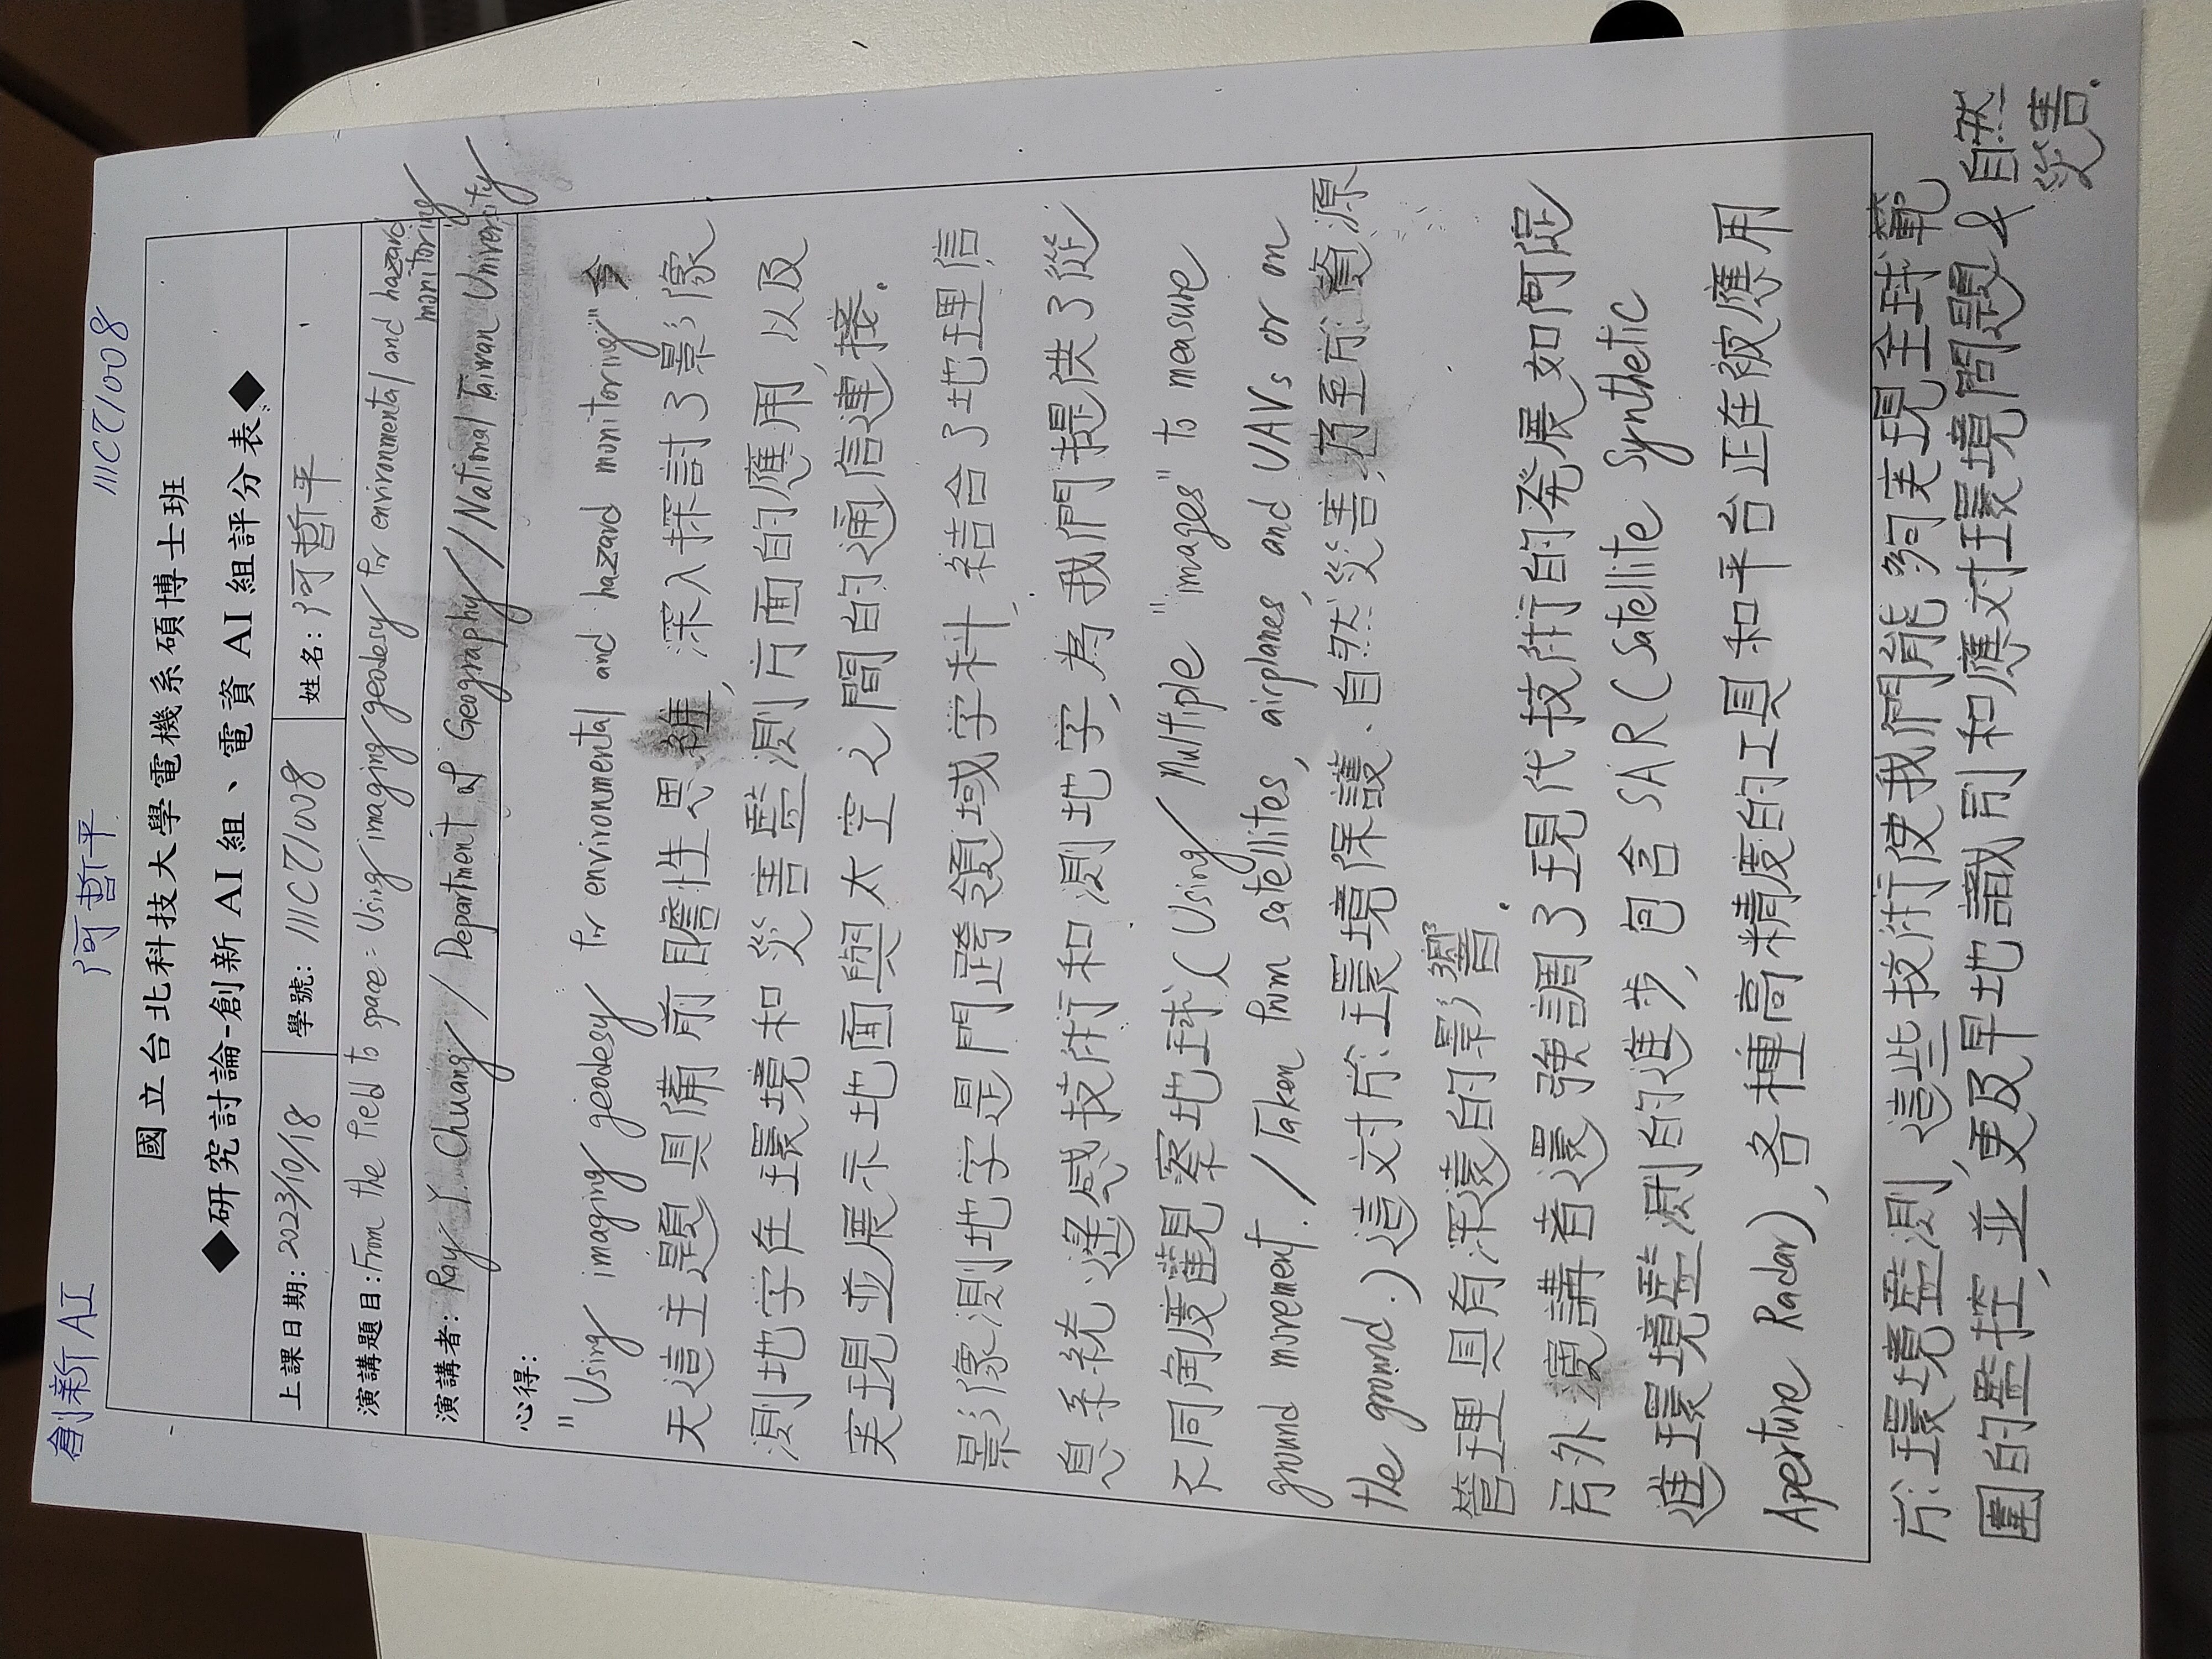 創新 AI 阿哲平 111C71008
國立台北科技大學電機系碩博士班
◆研究討論-創新 AI 組、電資 AI 組評分表◆
上課日期: 2023/10/18 學號: 111C71008 姓名: 阿哲平
演講題目: From the field to space: Using imaging geodesy for environmental and hazard
monitoring
演講者: Ray Y. Chuang / Department of Geography / National Taiwan University
心得:
"Using imaging geodesy for environmental and hazard monitoring" 今
天這主題具備前瞻性思維, 深入探討了影像
測地学在環境和災害監測方面的應用, 以及
実現並展示地面與太空之間的通信連接.
影像測地字是門跨領域学科, 結合了地理信
息系統 遙感技術和測地字, 為我們提供了從
不同角度觀察地球 (Using Multiple "images" to measure
ground movement. / Taken from satellites, airplanes, and UAVs or on
the ground.) 這対於環境保護、自然災害, 乃至於資源
管理具有深遠的影響.
另外演講者還強調了現代技術的発展如何促
進環境監測的進步, 包含 SAR (Satellite Synthetic
Aperture Radar), 各種高精度的工具和平台正在被應用
於環境監測, 這些技術使我們能夠実現全球範
圍的監控, 並更及早地識別和應対環境問題 & 自然
災害.